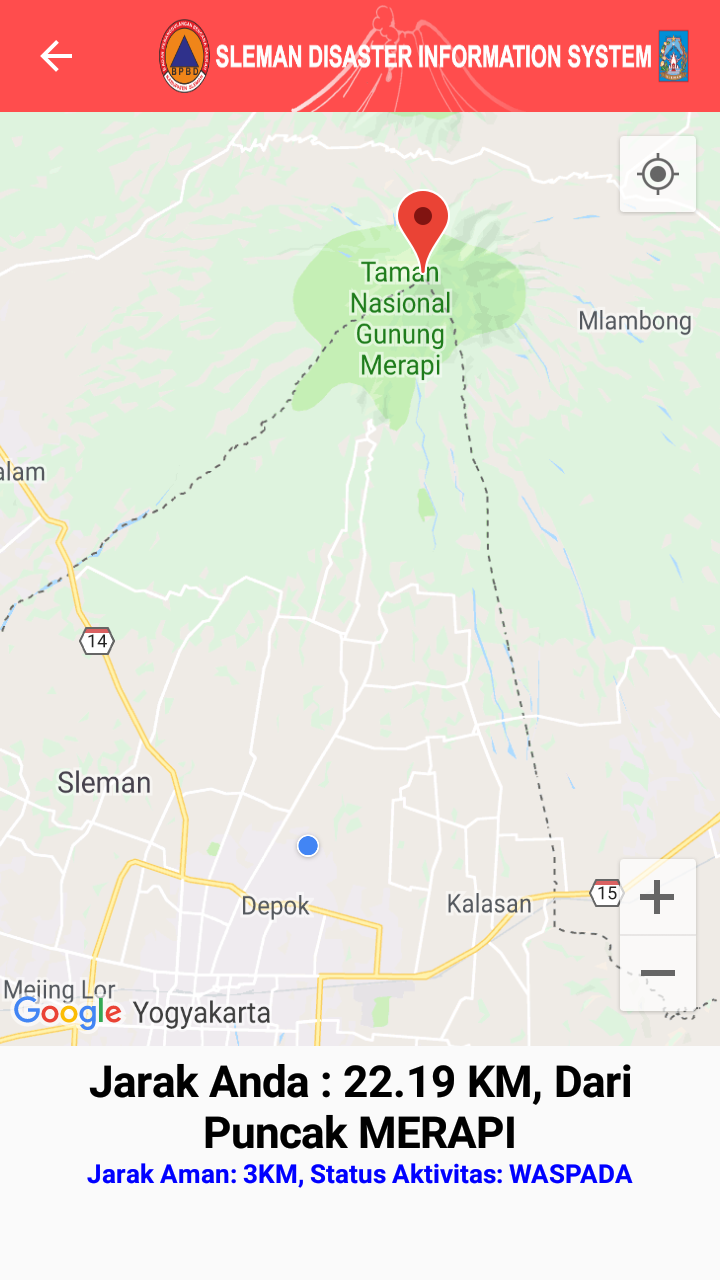 SLEMAN DISASTER INFORMATION SYSTEM
BPBD
Taman
Nasional
Gunung
Merapi
Mlambong
alam
14
Sleman
Depok
Kalasan
15
Mejing Lor
Google
Yogyakarta
Jarak Anda : 22.19 KM, Dari
Puncak MERAPI
Jarak Aman: 3KM, Status Aktivitas: WASPADA